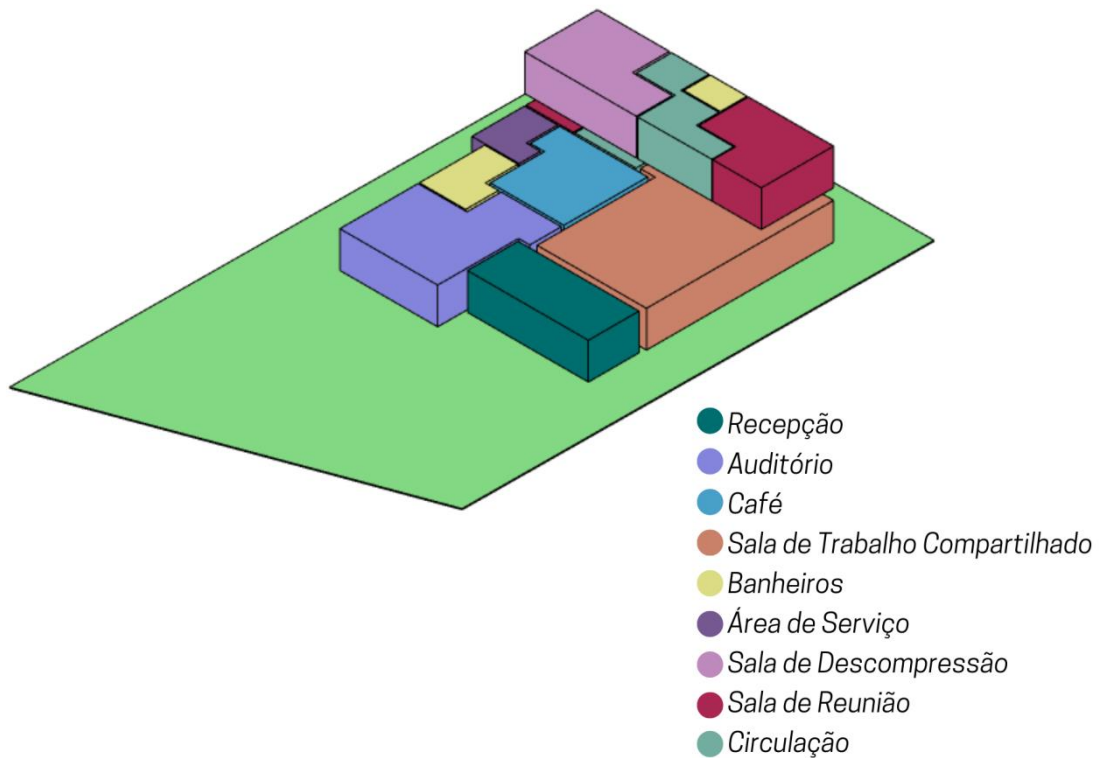 Recepção
Auditório
Café
Sala de Trabalho Compartilhado
Banheiros
Área de Serviço
Sala de Descompressão
Sala de Reunião
Circulação